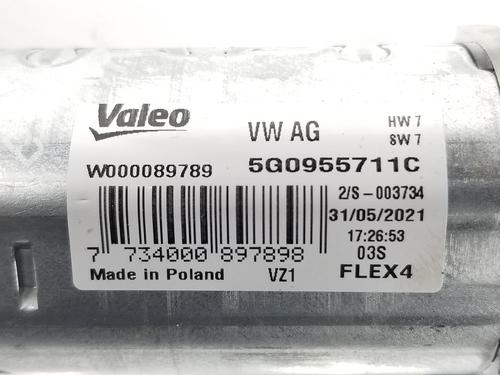 Valeo
VW AG
HW 7
SW 7
W000089789
5G0955711C
2/S-003734
31/05/2021
17:26:53
7 734000 897898
03S
Made in Poland
VZ1
FLEX4